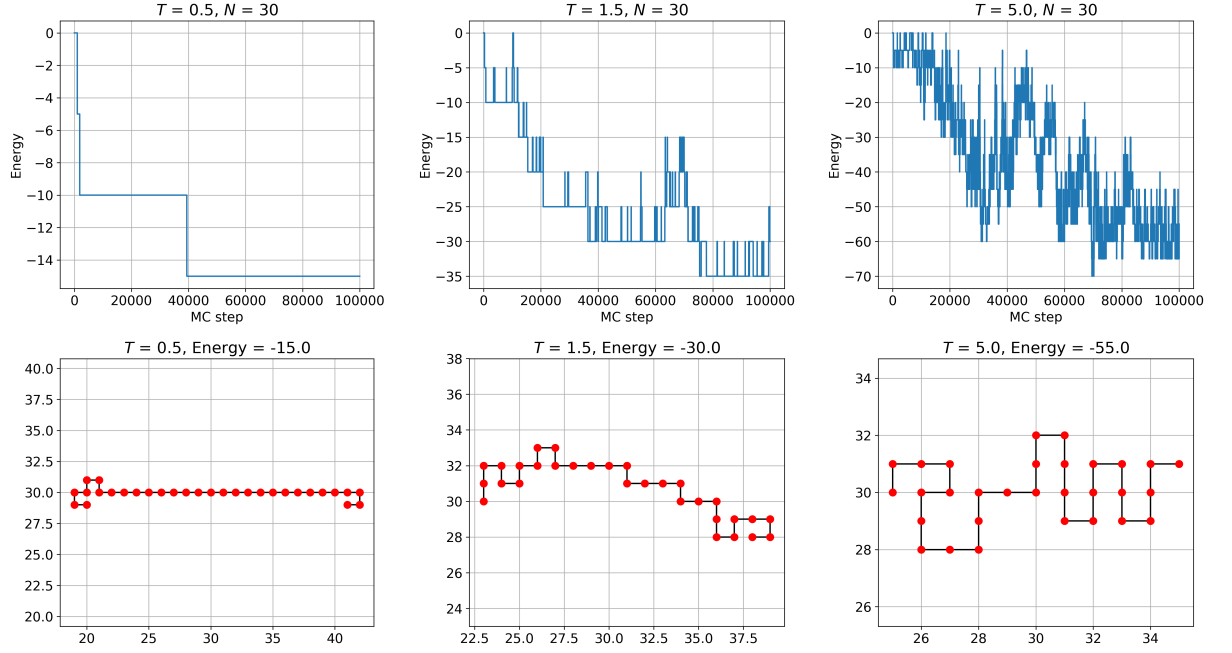 T = 0.5, N = 30
0
−2
−4
−6
−8
−10
−12
−14
Energy
0 20000 40000 60000 80000 100000
MC step
T = 1.5, N = 30
0
−5
−10
−15
−20
−25
−30
−35
Energy
0 20000 40000 60000 80000 100000
MC step
T = 5.0, N = 30
0
−10
−20
−30
−40
−50
−60
−70
Energy
0 20000 40000 60000 80000 100000
MC step
T = 0.5, Energy = -15.0
40.0
37.5
35.0
32.5
30.0
27.5
25.0
22.5
20.0
20 25 30 35 40
T = 1.5, Energy = -30.0
38
36
34
32
30
28
26
24
22.5 25.0 27.5 30.0 32.5 35.0 37.5
T = 5.0, Energy = -55.0
34
32
30
28
26
26 28 30 32 34